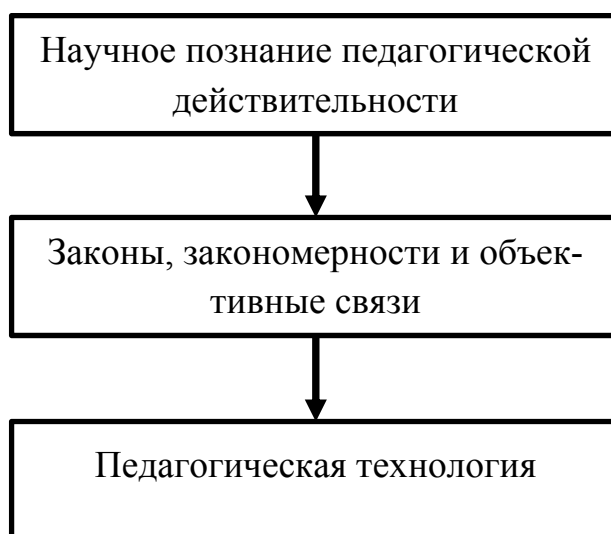 Научное познание педагогической
действительности
Законы, закономерности и объек-
тивные связи
Педагогическая технология